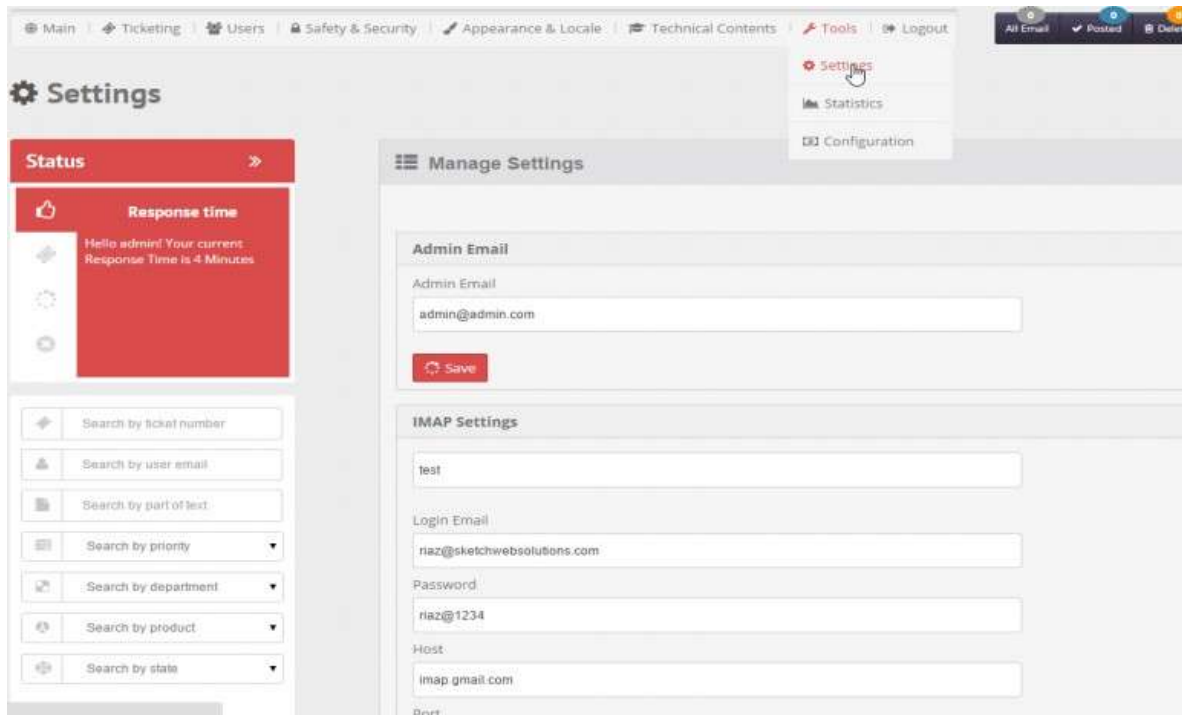 Main Ticketing Users Safety & Security Appearance & Locale Technical Contents Tools Logout
0 0 0
All Email Posted
Settings
Statistics
Configuration
Settings
Status
Response time
Hello admin! Your current
Response Time is 4 Minutes
Search by ticket number
Search by user email
Search by part of text
Search by priority
Search by department
Search by product
Search by state
Manage Settings
Admin Email
Admin Email
admin@admin.com
Save
IMAP Settings
test
Login Email
riaz@sketchwebsolutions.com
Password
riaz@1234
Host
imap.gmail.com
Port